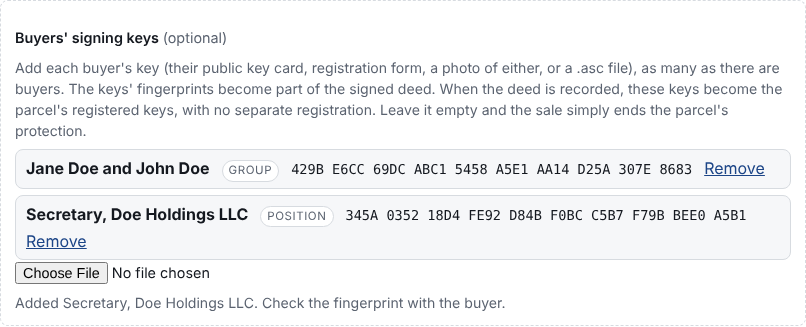 Buyers' signing keys (optional)
Add each buyer's key (their public key card, registration form, a photo of either, or a .asc file), as many as there are
buyers. The keys' fingerprints become part of the signed deed. When the deed is recorded, these keys become the
parcel's registered keys, with no separate registration. Leave it empty and the sale simply ends the parcel's
protection.
Jane Doe and John Doe GROUP 429B E6CC 69DC ABC1 5458 A5E1 AA14 D25A 307E 8683 Remove
Secretary, Doe Holdings LLC POSITION 345A 0352 18D4 FE92 D84B F0BC C5B7 F79B BEE0 A5B1
Remove
Choose File No file chosen
Added Secretary, Doe Holdings LLC. Check the fingerprint with the buyer.